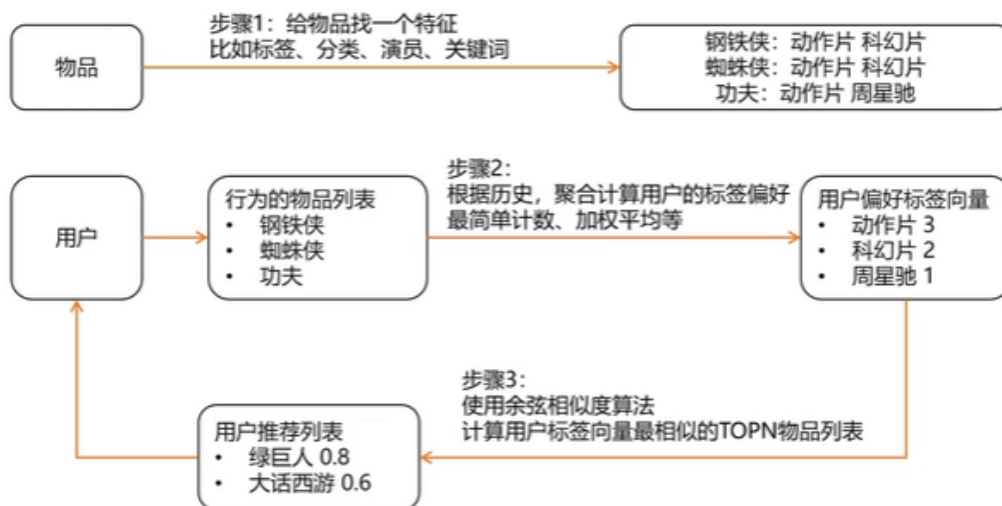 步骤1：给物品找一个特征
比如标签、分类、演员、关键词
物品
钢铁侠：动作片 科幻片
蜘蛛侠：动作片 科幻片
功夫：动作片 周星驰
步骤2：
根据历史，聚合计算用户的标签偏好
最简单计数、加权平均等
用户
行为的物品列表
• 钢铁侠
• 蜘蛛侠
• 功夫
用户偏好标签向量
• 动作片 3
• 科幻片 2
• 周星驰 1
步骤3：
使用余弦相似度算法
计算用户标签向量最相似的TOPN物品列表
用户推荐列表
• 绿巨人 0.8
• 大话西游 0.6